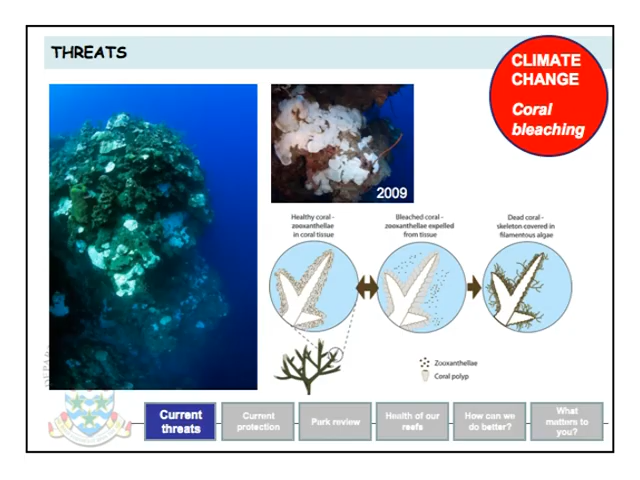 THREATS
CLIMATE
CHANGE
Coral
bleaching
2009
Healthy coral -
zooxanthellae
in coral tissue
Bleached coral -
zooxanthellae expelled
from tissue
Dead coral -
skeleton covered in
filamentous algae
Zooxanthellae
Coral polyp
Current
threats
Current
protection
Park review
Health of our
reefs
How can we
do better?
What
matters to
you?